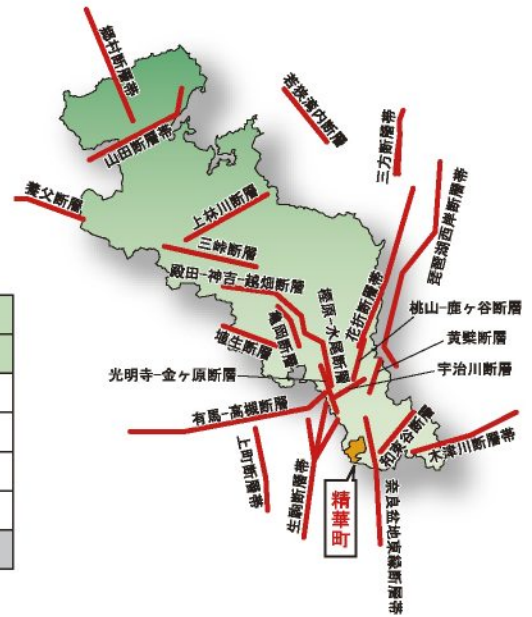 郷村断層帯
山田断層帯
若狭湾内断層
三方断層帯
養父断層
上林川断層
琵琶湖西岸断層帯
三峠断層
殿田-神吉-越畑断層
花折断層帯
樫原-水尾断層
桃山-鹿ヶ谷断層
亀岡断層
黄檗断層
埴生断層
宇治川断層
光明寺-金ヶ原断層
有馬-高槻断層
和束谷断層
木津川断層帯
上町断層帯
生駒断層帯
精華町
奈良盆地東縁断層帯